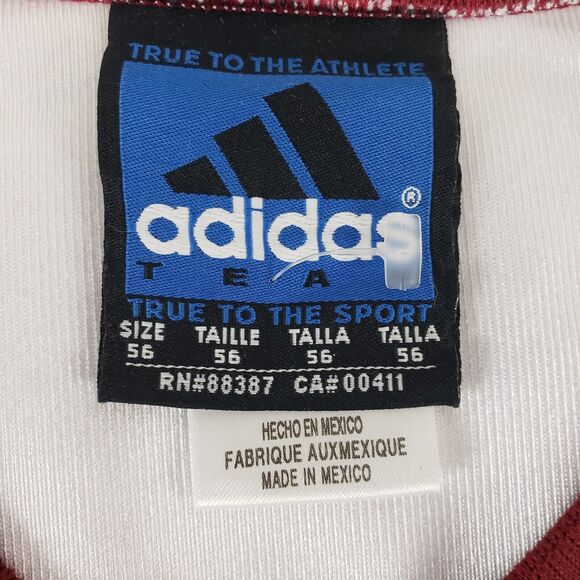 TRUE TO THE ATHLETE
adidas®
T E A
TRUE TO THE SPORT
SIZE TAILLE TALLA TALLA
56 56 56 56
RN#88387 CA#00411
HECHO EN MEXICO
FABRIQUE AUXMEXIQUE
MADE IN MEXICO